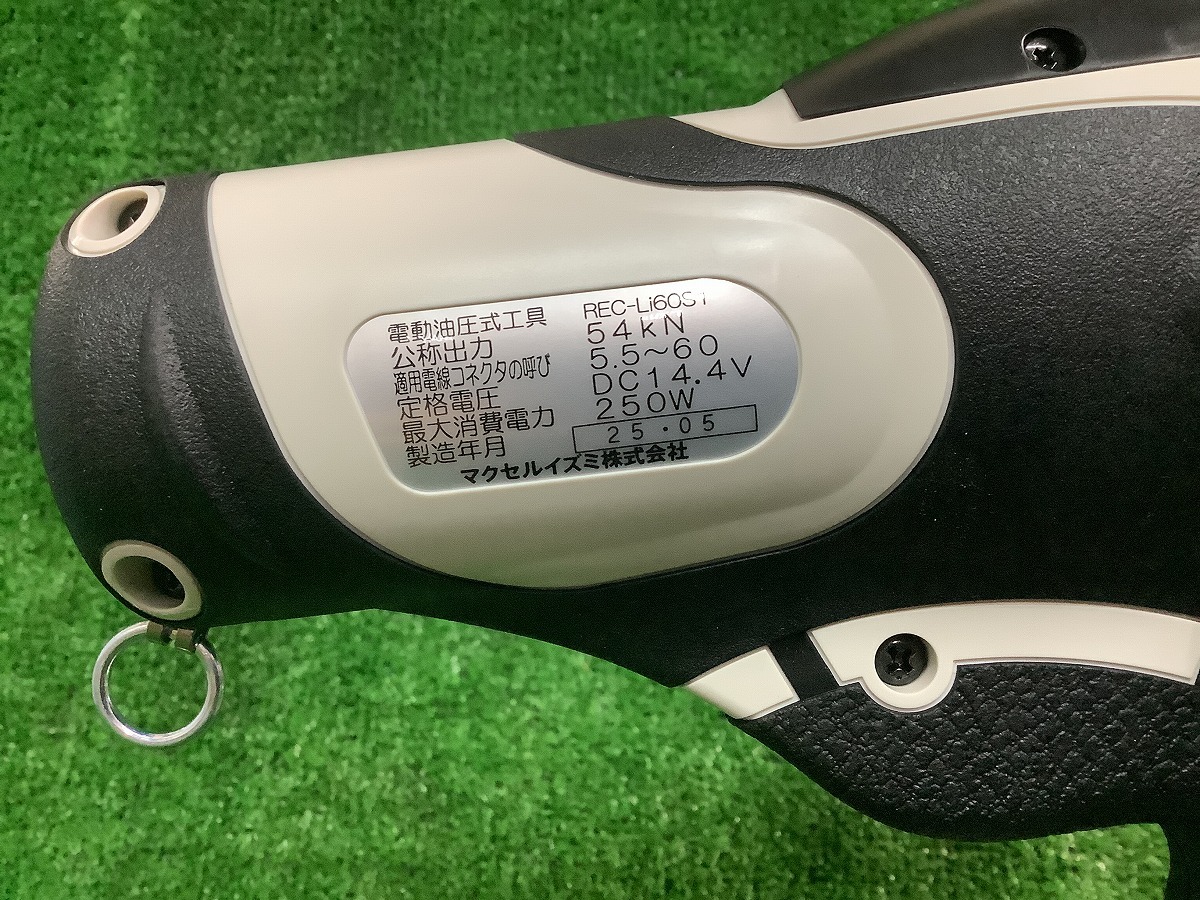 電動油圧式工具 REC-Li60S1
公称出力 54kN
適用電線コネクタの呼び 5.5～60
定格電圧 DC14.4V
最大消費電力 250W
製造年月 25.05
マクセルイズミ株式会社